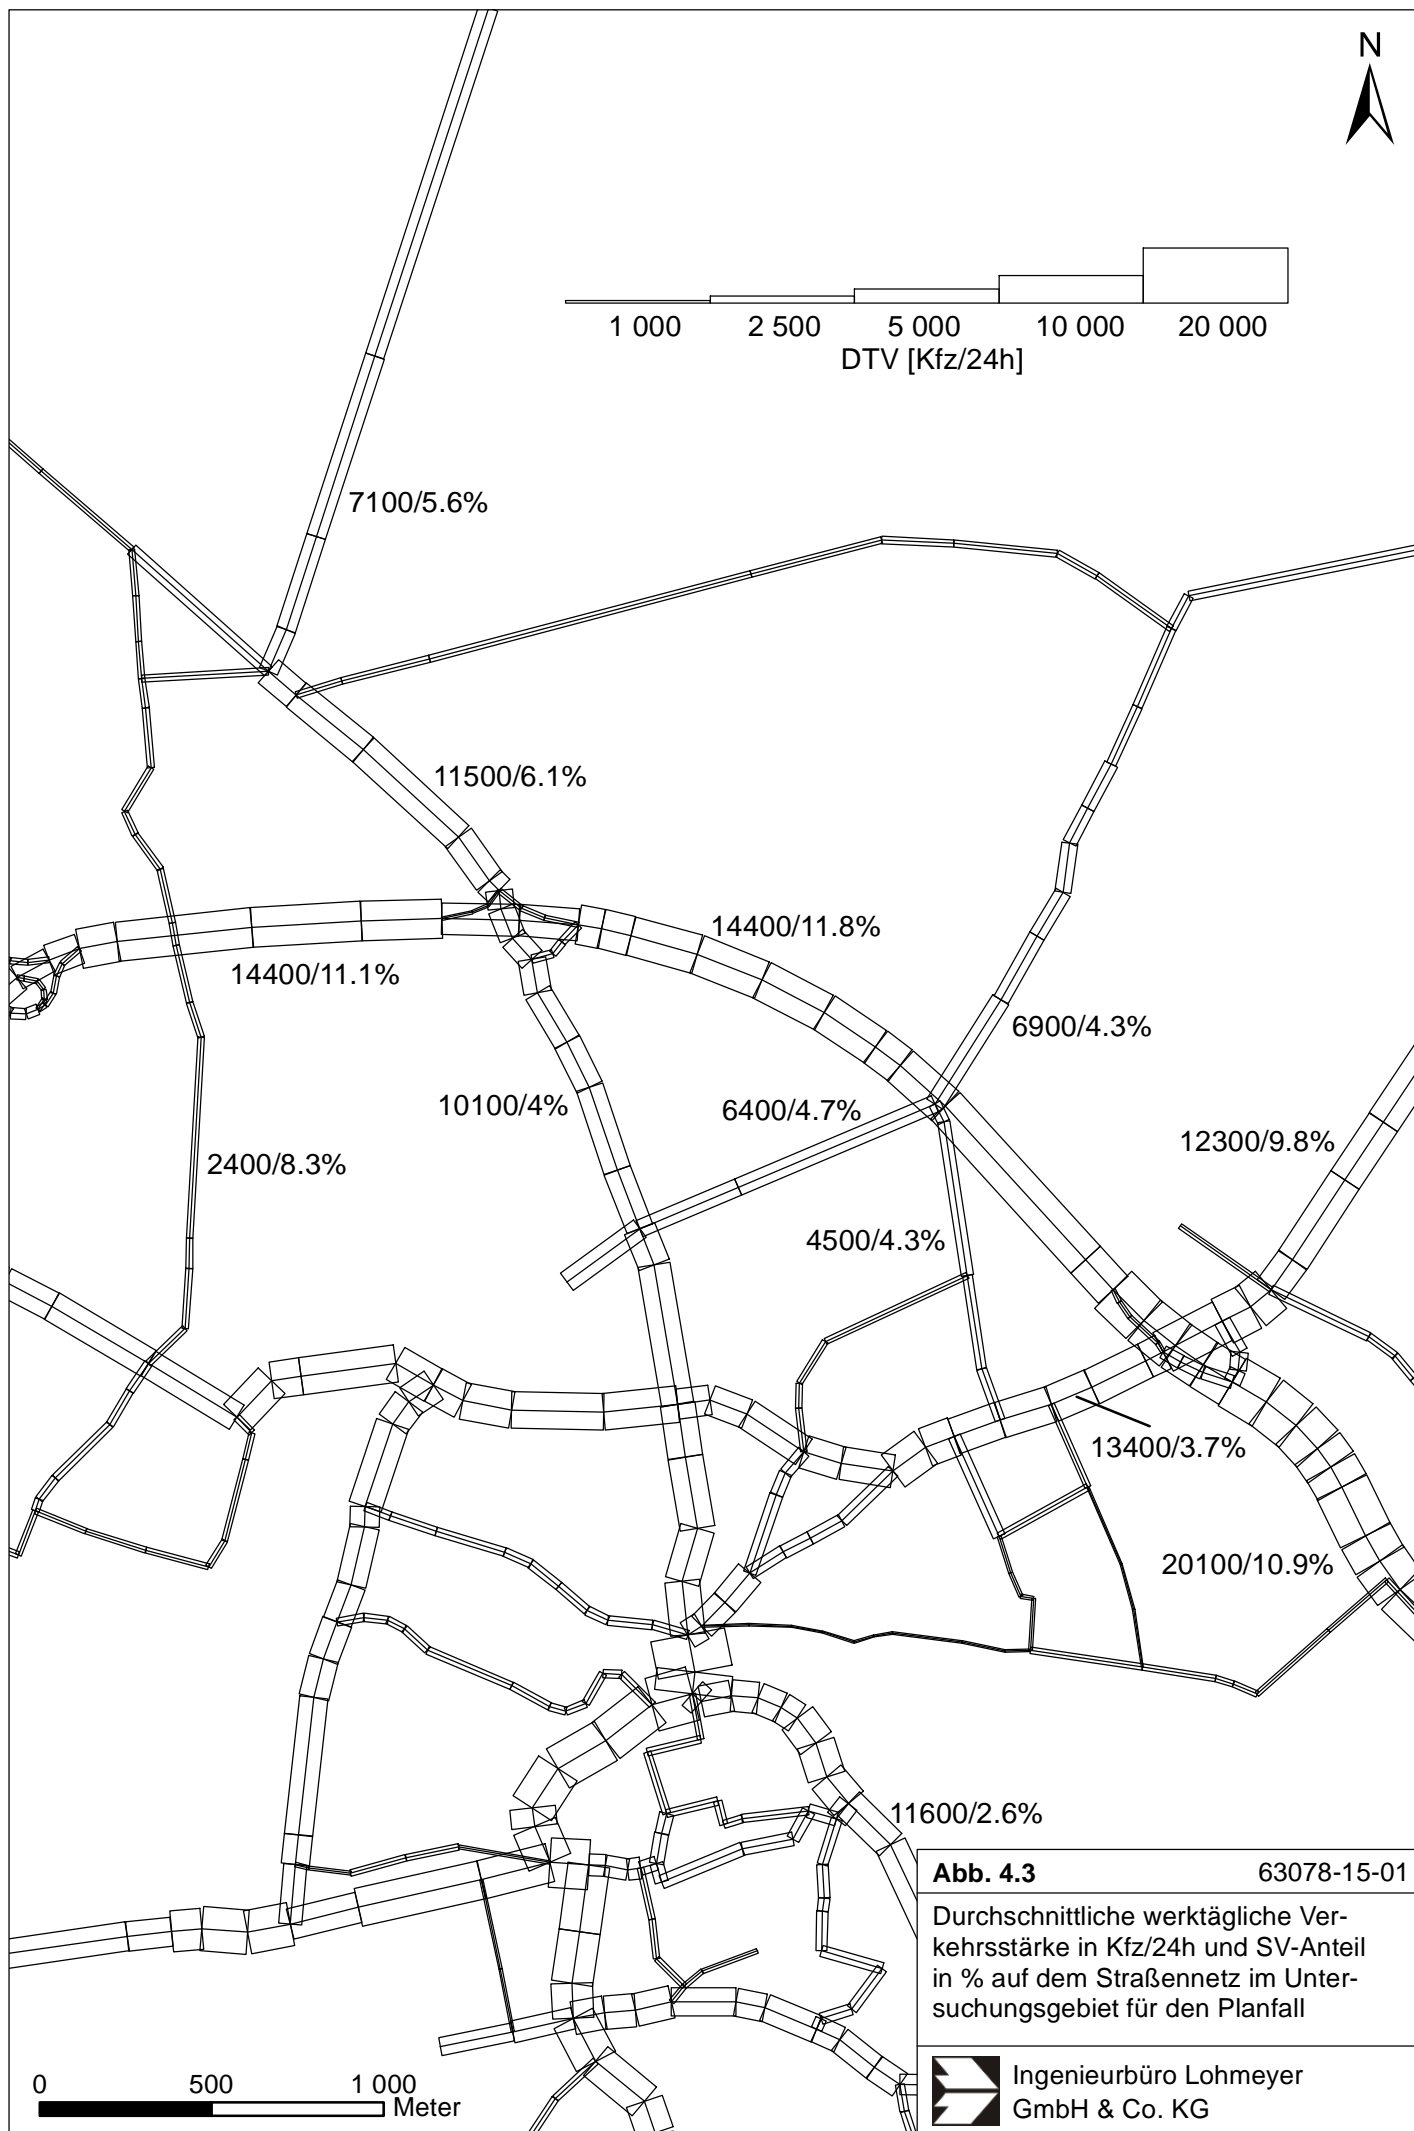 N
1 000 2 500 5 000 10 000 20 000
DTV [Kfz/24h]
7100/5.6%
11500/6.1%
14400/11.8%
14400/11.1%
6900/4.3%
10100/4%
6400/4.7%
12300/9.8%
2400/8.3%
4500/4.3%
13400/3.7%
20100/10.9%
11600/2.6%
Abb. 4.3 63078-15-01
Durchschnittliche werktägliche Ver-
kehrsstärke in Kfz/24h und SV-Anteil
in % auf dem Straßennetz im Unter-
suchungsgebiet für den Planfall
0 500 1 000
Meter
Ingenieurbüro Lohmeyer
GmbH & Co. KG